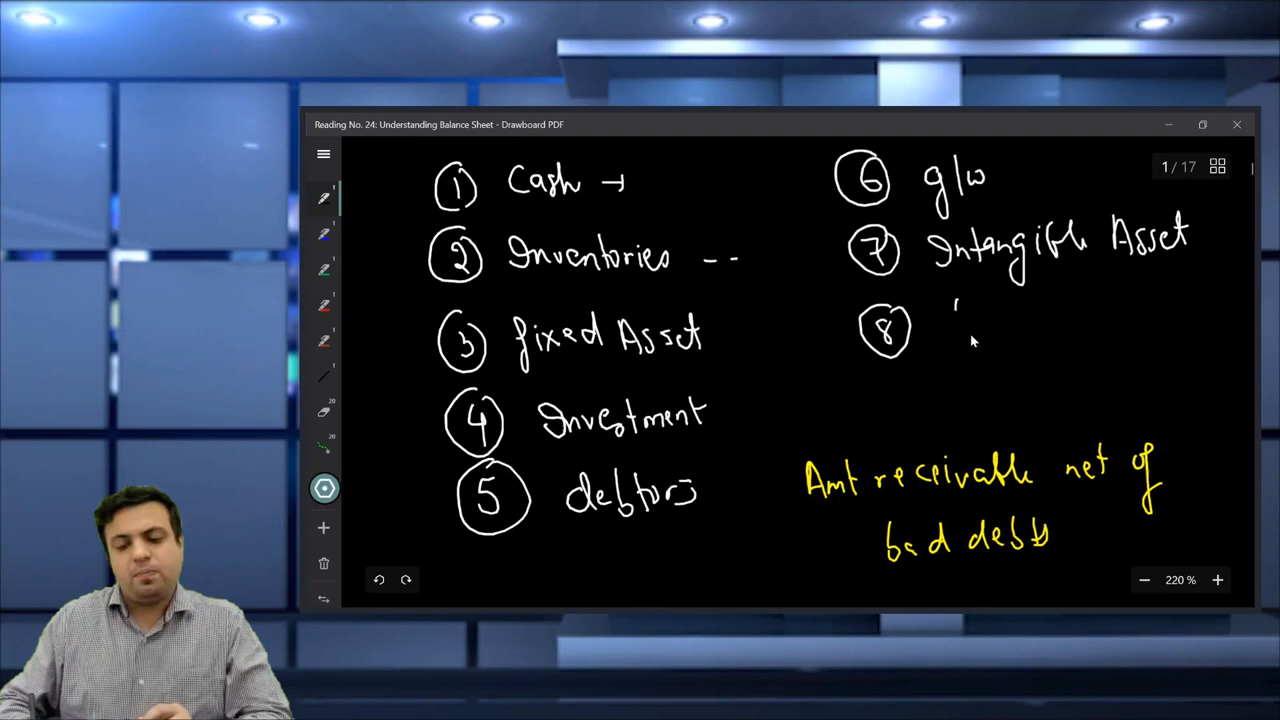 Reading No. 24: Understanding Balance Sheet - Drawboard PDF
1 / 17
1 Cash →
2 Inventories --
3 fixed Asset
4 Investment
5 debtors
6 g/w
7 Intangible Asset
8
Amt receivable net of
bad debts
220 %